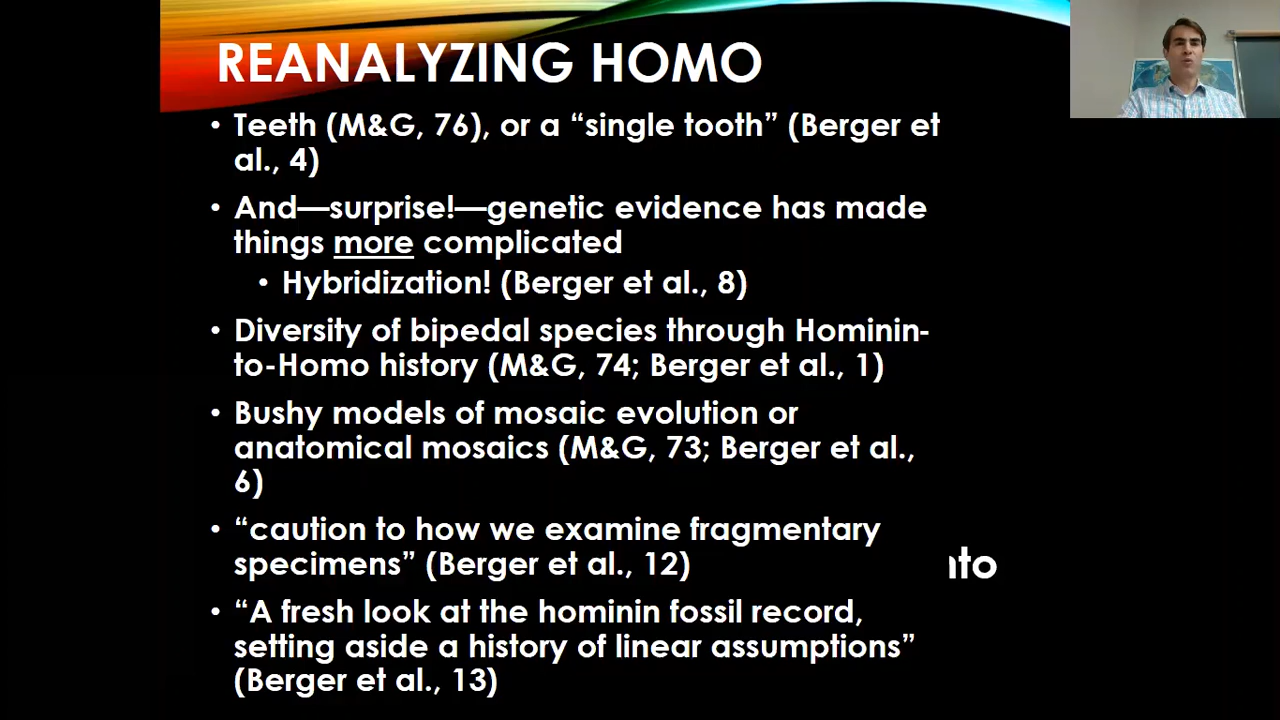 REANALYZING HOMO
• Teeth (M&G, 76), or a “single tooth” (Berger et
al., 4)
• And—surprise!—genetic evidence has made
things more complicated
• Hybridization! (Berger et al., 8)
• Diversity of bipedal species through Hominin-
to-Homo history (M&G, 74; Berger et al., 1)
• Bushy models of mosaic evolution or
anatomical mosaics (M&G, 73; Berger et al.,
6)
• “caution to how we examine fragmentary
specimens” (Berger et al., 12)
• “A fresh look at the hominin fossil record,
setting aside a history of linear assumptions”
(Berger et al., 13)